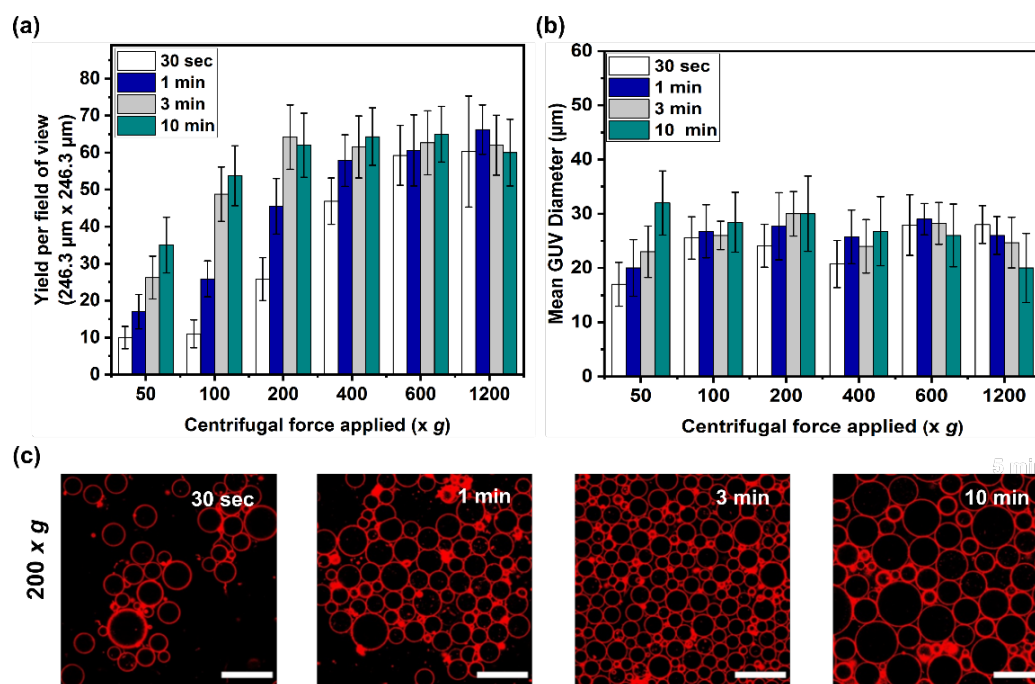 (a)
30 sec
1 min
3 min
10 min
80
70
60
50
40
30
20
10
0
Yield per field of view
(246.3 µm x 246.3 µm)
50 100 200 400 600 1200
Centrifugal force applied (x g)
(b)
30 sec
1 min
3 min
10 min
60
50
40
30
20
10
0
Mean GUV Diameter (µm)
50 100 200 400 600 1200
Centrifugal force applied (x g)
(c)
5 min
200 x g
30 sec
1 min
3 min
10 min